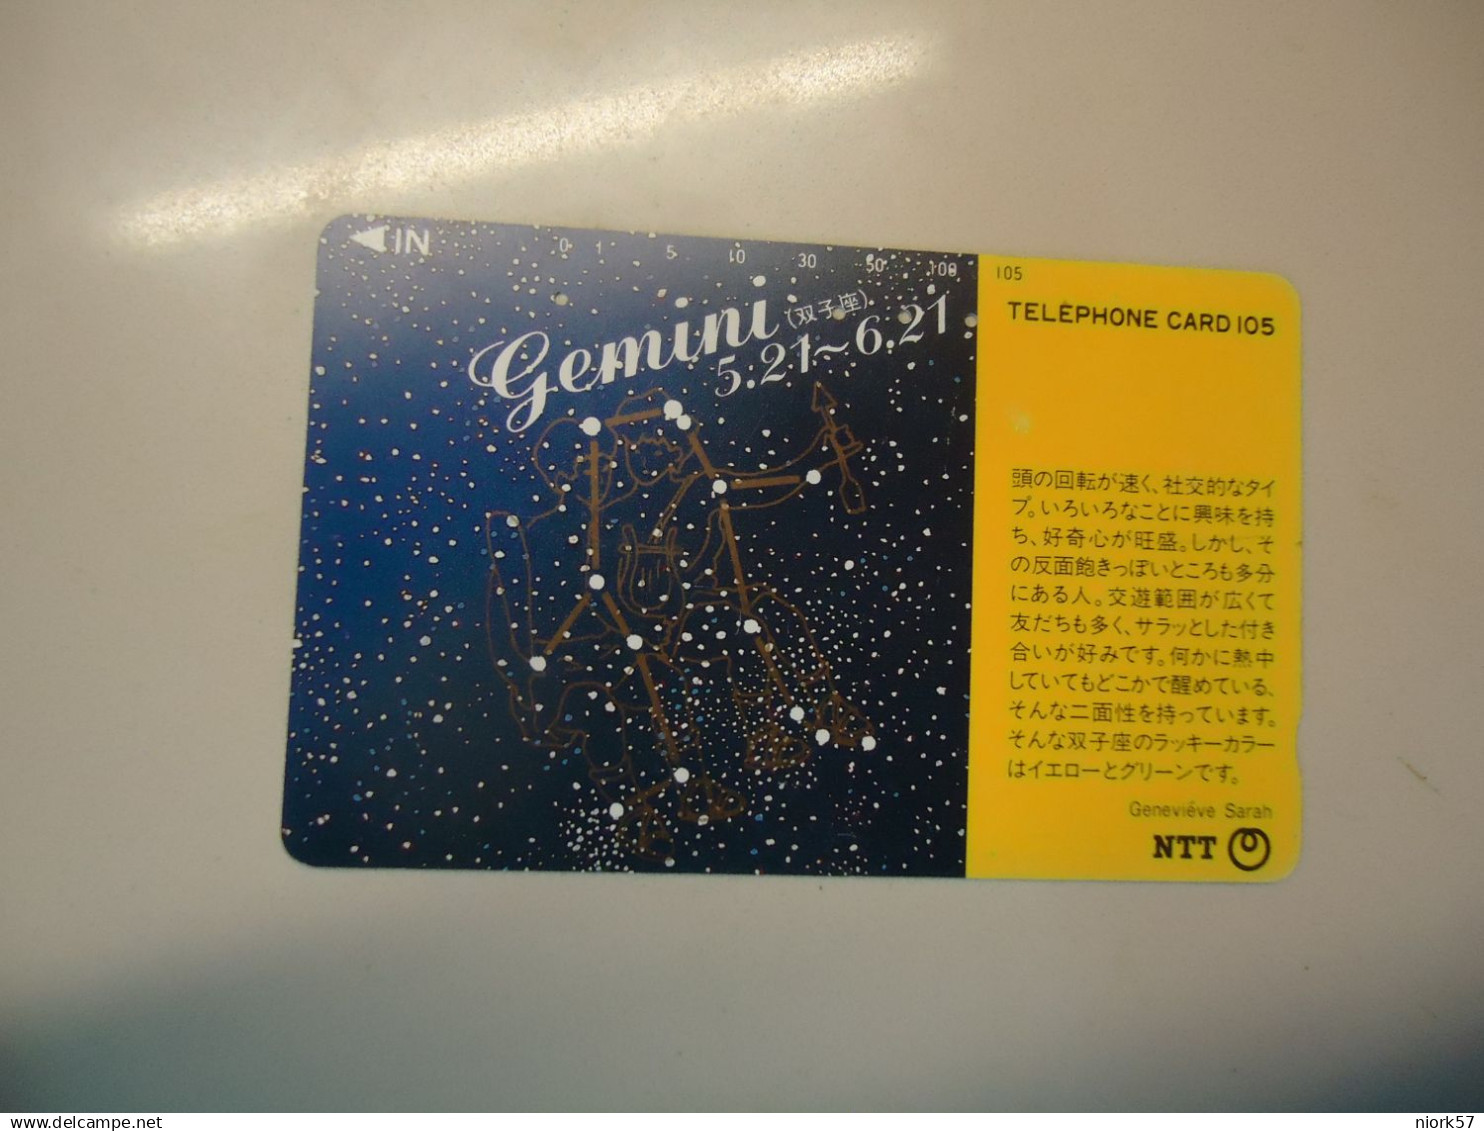 IN
0 1 5 10 30 50 100 105
Gemini (双子座)
5.21~6.21
TELEPHONE CARD 105
頭の回転が速く、社交的なタイ
プ。いろいろなことに興味を持
ち、好奇心が旺盛。しかし、そ
の反面飽きっぽいところも多分
にある人。交遊範囲が広くて
友だちも多く、サラッとした付き
合いが好みです。何かに熱中
していてもどこかで醒めている、
そんな二面性を持っています。
そんな双子座のラッキーカラー
はイエローとグリーンです。
Geneviéve Sarah
NTT
www.delcampe.net
niork57